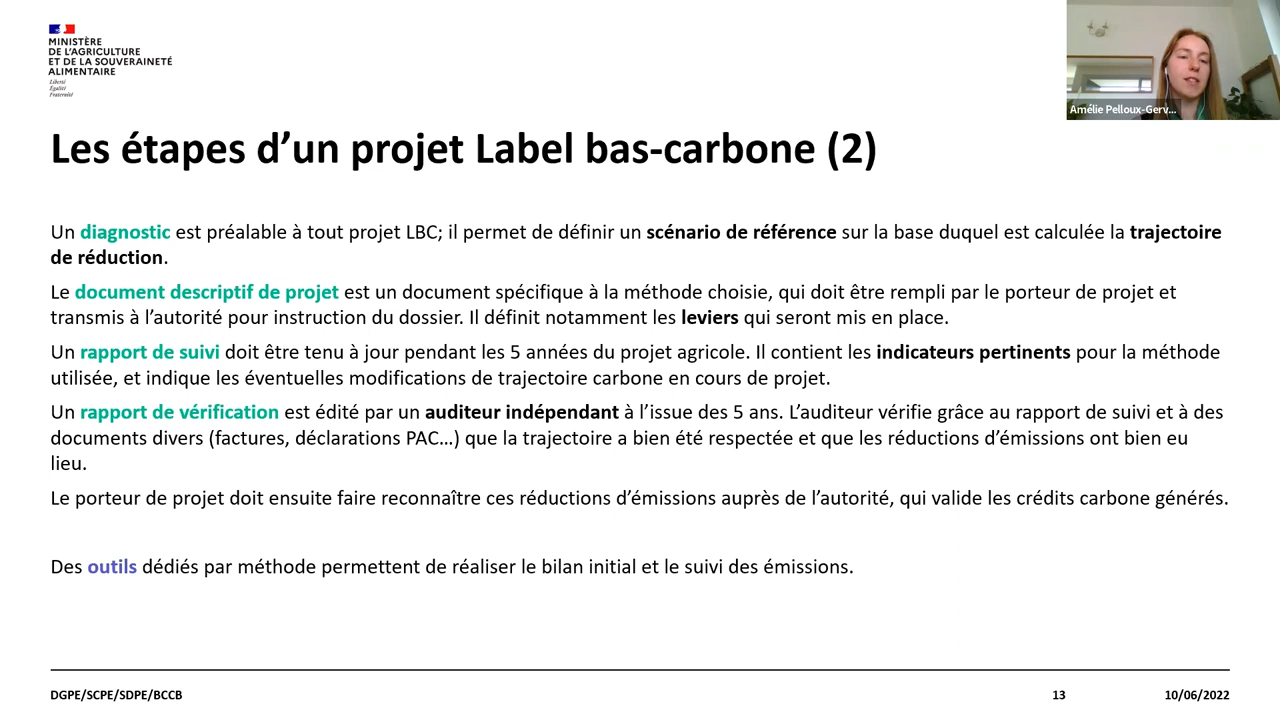 MINISTÈRE
DE L'AGRICULTURE
ET DE LA SOUVERAINETÉ
ALIMENTAIRE
Liberté
Égalité
Fraternité
Amélie Pelloux-Gerv...
Les étapes d’un projet Label bas-carbone (2)
Un diagnostic est préalable à tout projet LBC; il permet de définir un scénario de référence sur la base duquel est calculée la trajectoire
de réduction.
Le document descriptif de projet est un document spécifique à la méthode choisie, qui doit être rempli par le porteur de projet et
transmis à l’autorité pour instruction du dossier. Il définit notamment les leviers qui seront mis en place.
Un rapport de suivi doit être tenu à jour pendant les 5 années du projet agricole. Il contient les indicateurs pertinents pour la méthode
utilisée, et indique les éventuelles modifications de trajectoire carbone en cours de projet.
Un rapport de vérification est édité par un auditeur indépendant à l’issue des 5 ans. L’auditeur vérifie grâce au rapport de suivi et à des
documents divers (factures, déclarations PAC…) que la trajectoire a bien été respectée et que les réductions d’émissions ont bien eu
lieu.
Le porteur de projet doit ensuite faire reconnaître ces réductions d’émissions auprès de l’autorité, qui valide les crédits carbone générés.
Des outils dédiés par méthode permettent de réaliser le bilan initial et le suivi des émissions.
DGPE/SCPE/SDPE/BCCB
13
10/06/2022